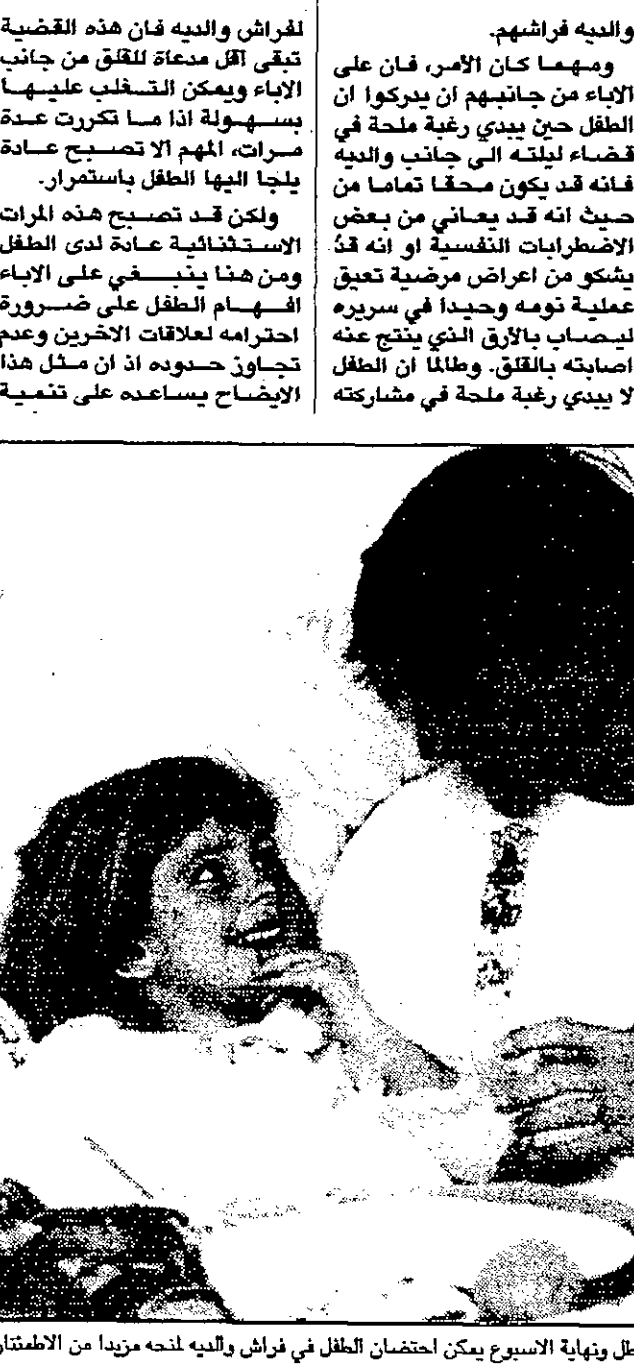 والديه فراشهم.
ومهما كان الأمر، فان على
الاباء من جانبهم ان يدركوا ان
الطفل حين يبدي رغبة ملحة في
قضاء ليلته الى جانب والديه
فانه قد يكون محقا تماما من
حيث انه قد يعاني من بعض
الاضطرابات النفسية او انه قد
يشكو من اعراض مرضية تعيق
عملية نومه وحيدا في سريره
ليصاب بالأرق الذي ينتج عنه
اصابته بالقلق. وطالما ان الطفل
لا يبدي رغبة ملحة في مشاركته
لفراش والديه فان هذه القضية
تبقى أقل مدعاة للقلق من جانب
الاباء ويمكن التغلب عليها
بسهولة اذا ما تكررت عدة
مرات، المهم ألا تصبح عادة
يلجا اليها الطفل باستمرار.
ولكن قد تصبح هذه المرات
الاستثنائية عادة لدى الطفل
ومن هنا ينبغي على الاباء
افهام الطفل على ضرورة
احترامه لعلاقات الآخرين وعدم
تجاوز حدوده اذ ان مثل هذا
الايضاح يساعده على تنمية
ونهاية الاسبوع يمكن احتضان الطفل في فراش والديه لمنحه مزيدا من